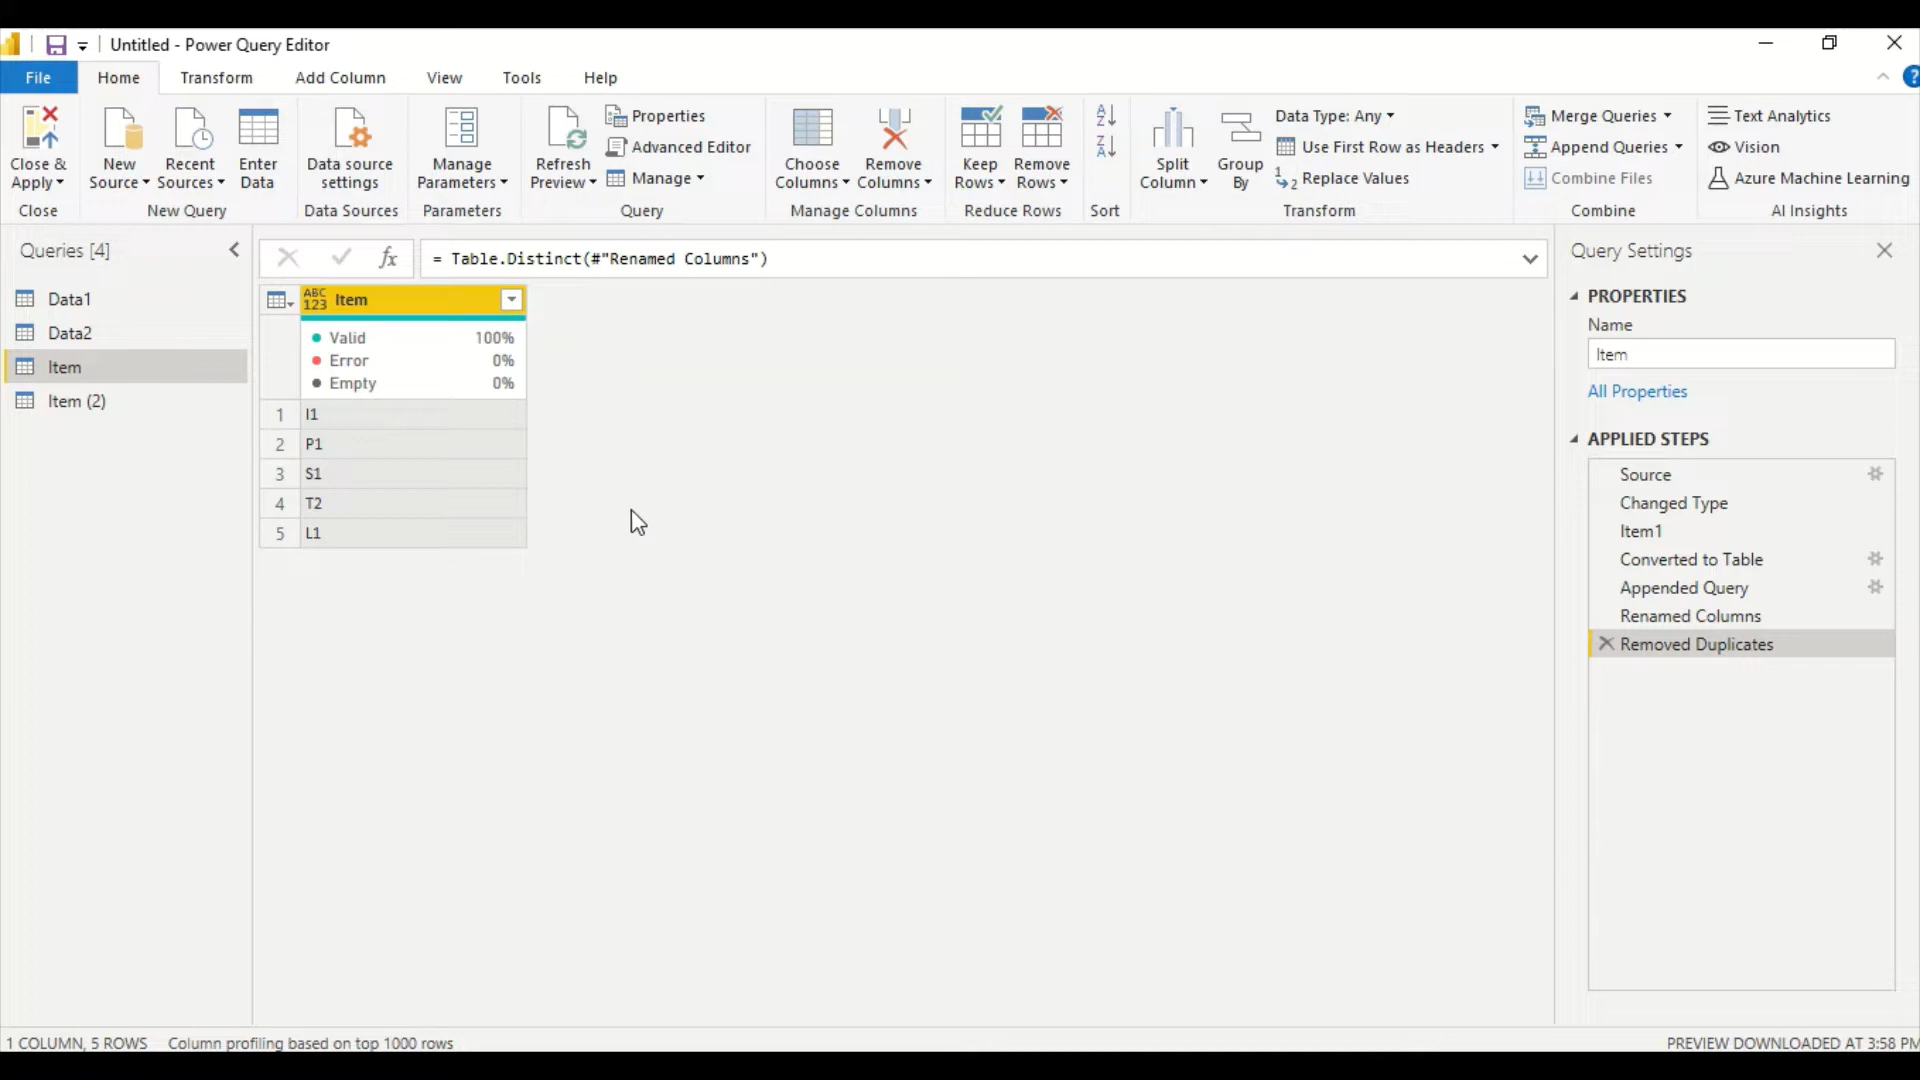 Untitled - Power Query Editor
File Home Transform Add Column View Tools Help
Close & Apply
Close
New Source
Recent Sources
Enter Data
New Query
Data source settings
Data Sources
Manage Parameters
Parameters
Refresh Preview
Properties
Advanced Editor
Manage
Query
Choose Columns
Remove Columns
Manage Columns
Keep Rows
Remove Rows
Reduce Rows
Sort
Split Column
Group By
Data Type: Any
Use First Row as Headers
Replace Values
Transform
Merge Queries
Append Queries
Combine Files
Combine
Text Analytics
Vision
Azure Machine Learning
AI Insights
Queries [4]
Data1
Data2
Item
Item (2)
fx = Table.Distinct(#"Renamed Columns")
ABC 123 Item
Valid 100%
Error 0%
Empty 0%
1 I1
2 P1
3 S1
4 T2
5 L1
Query Settings
PROPERTIES
Name
Item
All Properties
APPLIED STEPS
Source
Changed Type
Item1
Converted to Table
Appended Query
Renamed Columns
Removed Duplicates
1 COLUMN, 5 ROWS Column profiling based on top 1000 rows
PREVIEW DOWNLOADED AT 3:58 PM